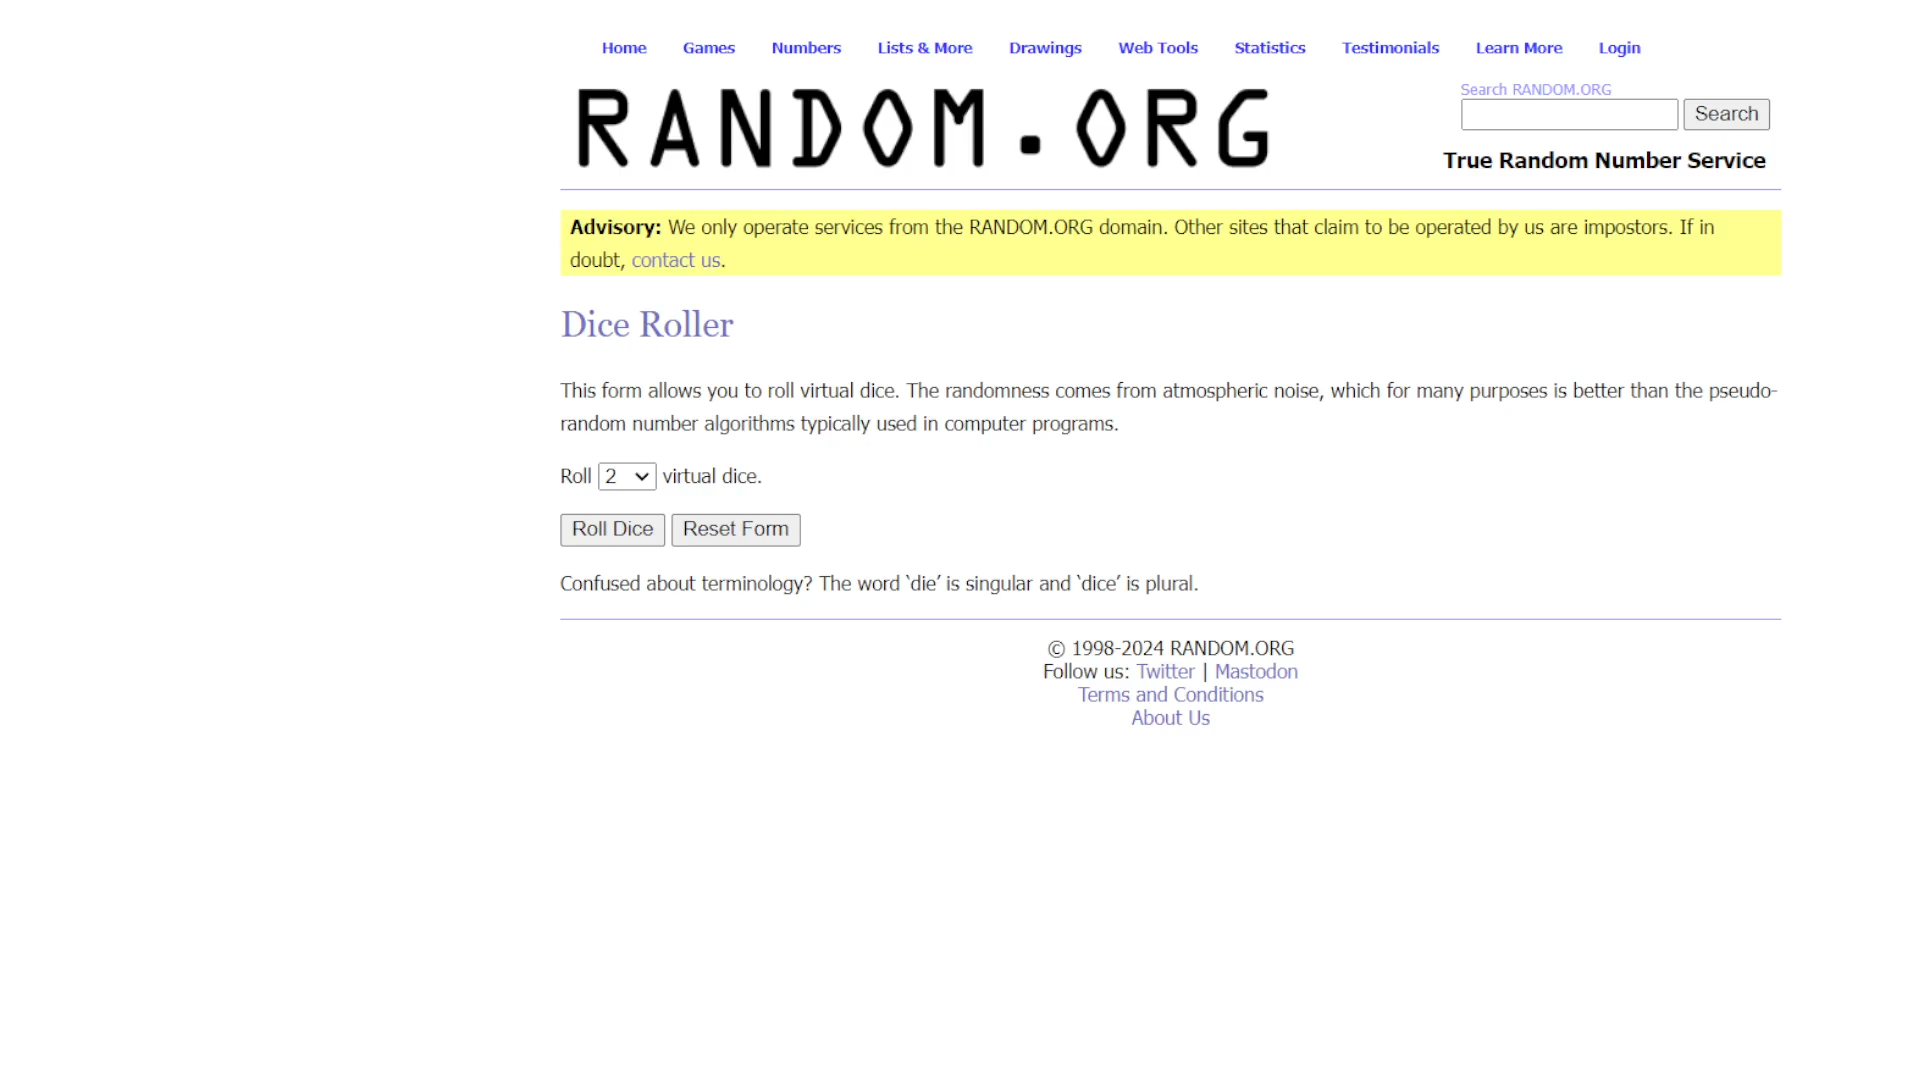 Home Games Numbers Lists & More Drawings Web Tools Statistics Testimonials Learn More Login
RANDOM.ORG
Search RANDOM.ORG
Search
True Random Number Service
Advisory: We only operate services from the RANDOM.ORG domain. Other sites that claim to be operated by us are impostors. If in
doubt, contact us.
Dice Roller
This form allows you to roll virtual dice. The randomness comes from atmospheric noise, which for many purposes is better than the pseudo-
random number algorithms typically used in computer programs.
Roll 2 virtual dice.
Roll Dice Reset Form
Confused about terminology? The word ‘die’ is singular and ‘dice’ is plural.
© 1998-2024 RANDOM.ORG
Follow us: Twitter | Mastodon
Terms and Conditions
About Us